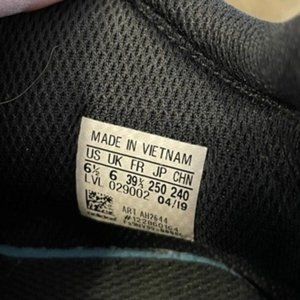 MADE IN VIETNAM
US UK FR JP CHN
6½ 6 39⅓ 250 240
LVL 029002 04/19
ART AH2644